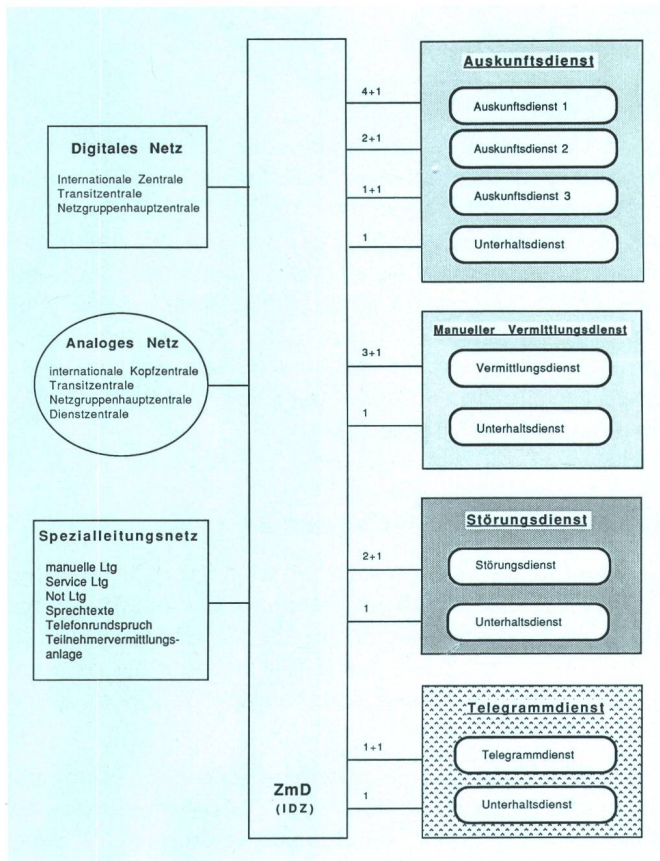 Digitales Netz
Internationale Zentrale
Transitzentrale
Netzgruppenhauptzentrale
Analoges Netz
internationale Kopfzentrale
Transitzentrale
Netzgruppenhauptzentrale
Dienstzentrale
Spezialleitungsnetz
manuelle Ltg
Service Ltg
Not Ltg
Sprechtexte
Telefonrundspruch
Teilnehmervermittlungs-
anlage
ZmD
(IDZ)
Auskunftsdienst
4+1
Auskunftsdienst 1
2+1
Auskunftsdienst 2
1+1
Auskunftsdienst 3
1
Unterhaltsdienst
Manueller Vermittlungsdienst
3+1
Vermittlungsdienst
1
Unterhaltsdienst
Störungsdienst
2+1
Störungsdienst
1
Unterhaltsdienst
Telegrammdienst
1+1
Telegrammdienst
1
Unterhaltsdienst